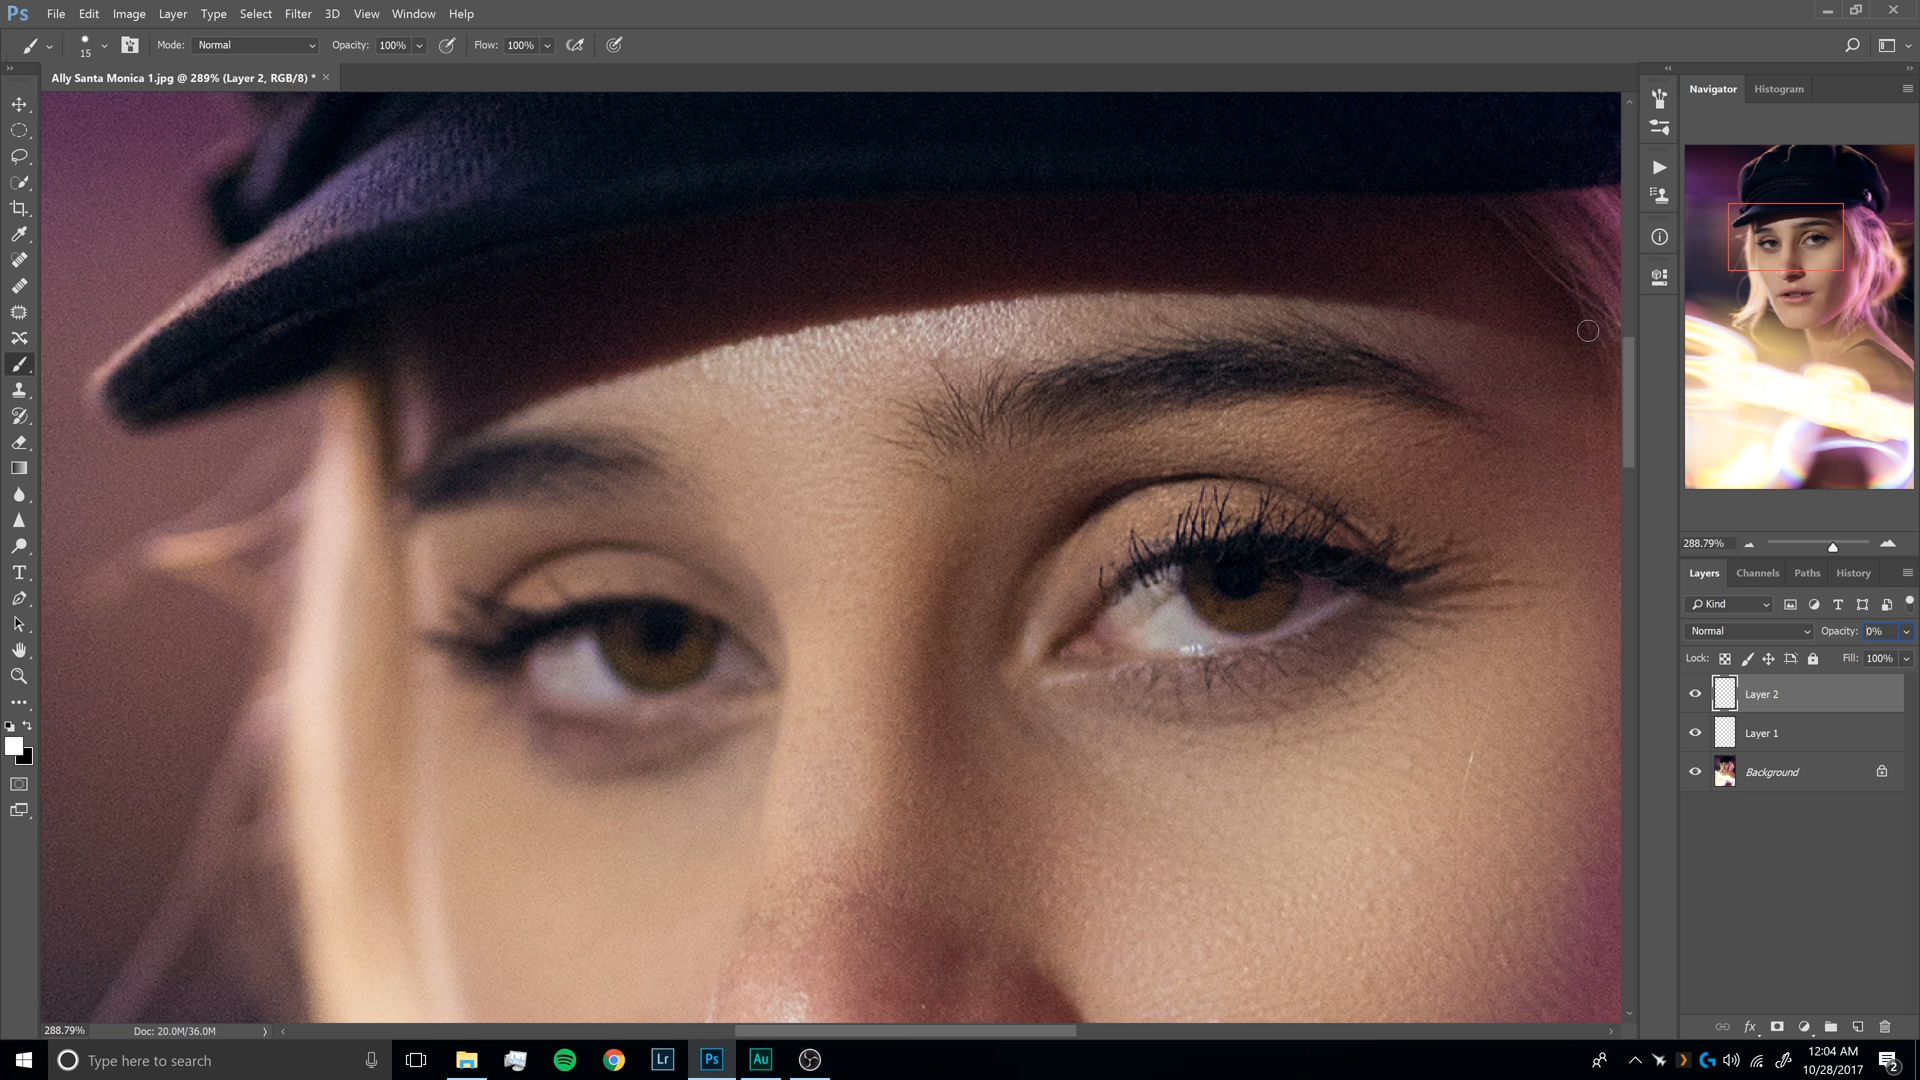 Ps File Edit Image Layer Type Select Filter 3D View Window Help
15 Mode: Normal Opacity: 100% Flow: 100%
Ally Santa Monica 1.jpg @ 289% (Layer 2, RGB/8) *
Navigator Histogram
288.79%
Layers Channels Paths History
Kind
Normal Opacity: 0%
Lock: Fill: 100%
Layer 2
Layer 1
Background
fx
288.79% Doc: 20.0M/36.0M
Type here to search
Lr Ps Au
12:04 AM
10/28/2017
2